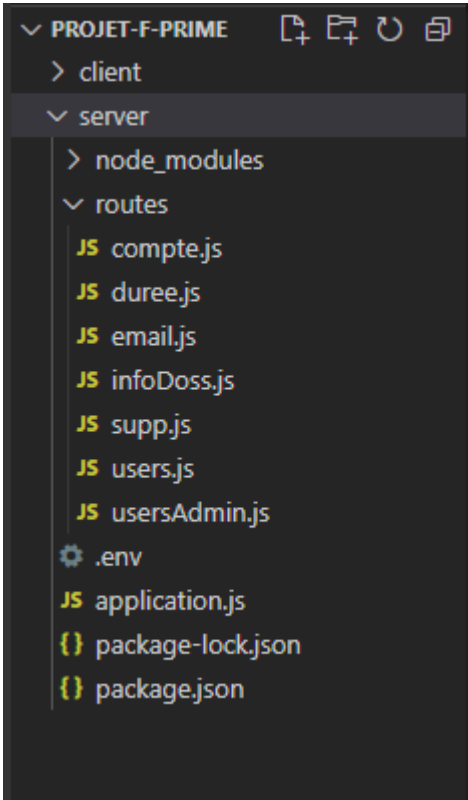 PROJET-F-PRIME
client
server
node_modules
routes
JS compte.js
JS duree.js
JS email.js
JS infoDoss.js
JS supp.js
JS users.js
JS usersAdmin.js
.env
JS application.js
{} package-lock.json
{} package.json